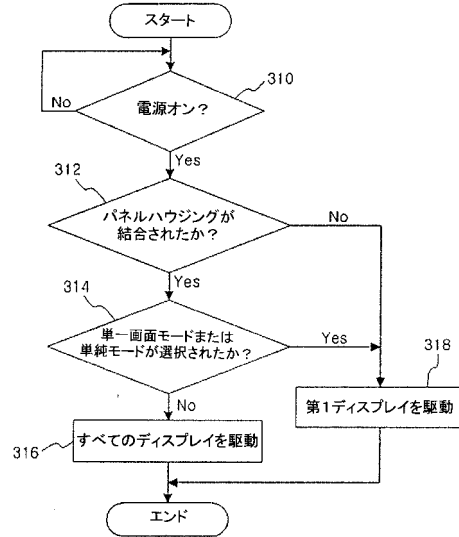 スタート
310
電源オン?
No
Yes
312
パネルハウジングが
結合されたか?
No
Yes
314
単一画面モードまたは
単純モードが選択されたか?
Yes
318
No
第1ディスプレイを駆動
316
すべてのディスプレイを駆動
エンド